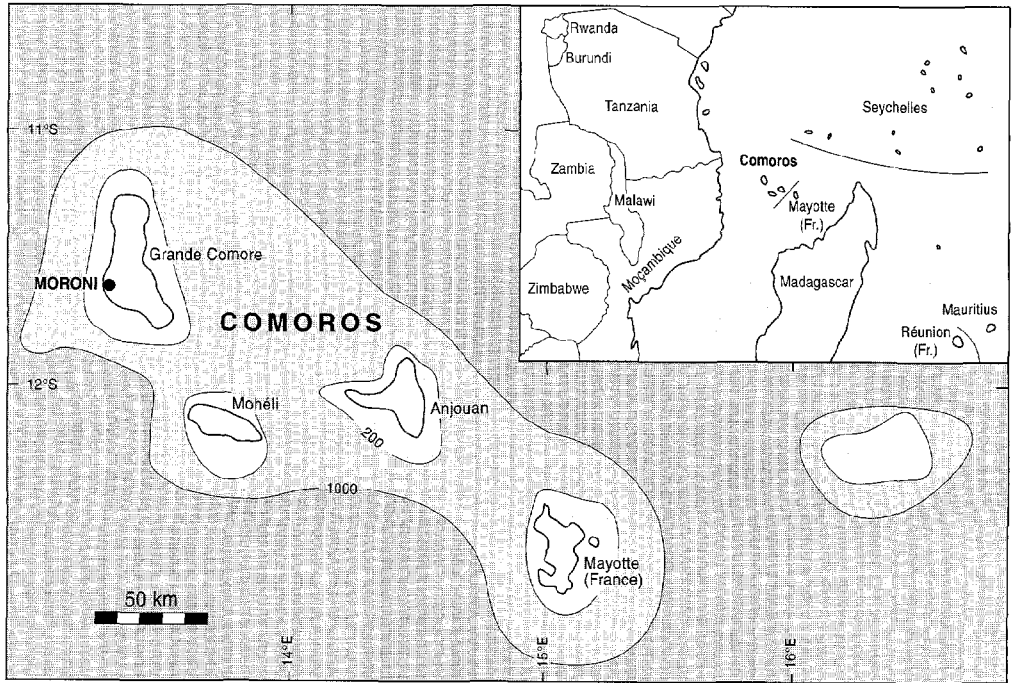 Rwanda
Burundi
Tanzania
Seychelles
Zambia
Comoros
Malawi
Mayotte
(Fr.)
Moçambique
Madagascar
Zimbabwe
Mauritius
Réunion
(Fr.)
11°S
Grande Comore
MORONI
COMOROS
12°S
Mohéli
Anjouan
200
1000
Mayotte
(France)
50 km
14°E
15°E
16°E